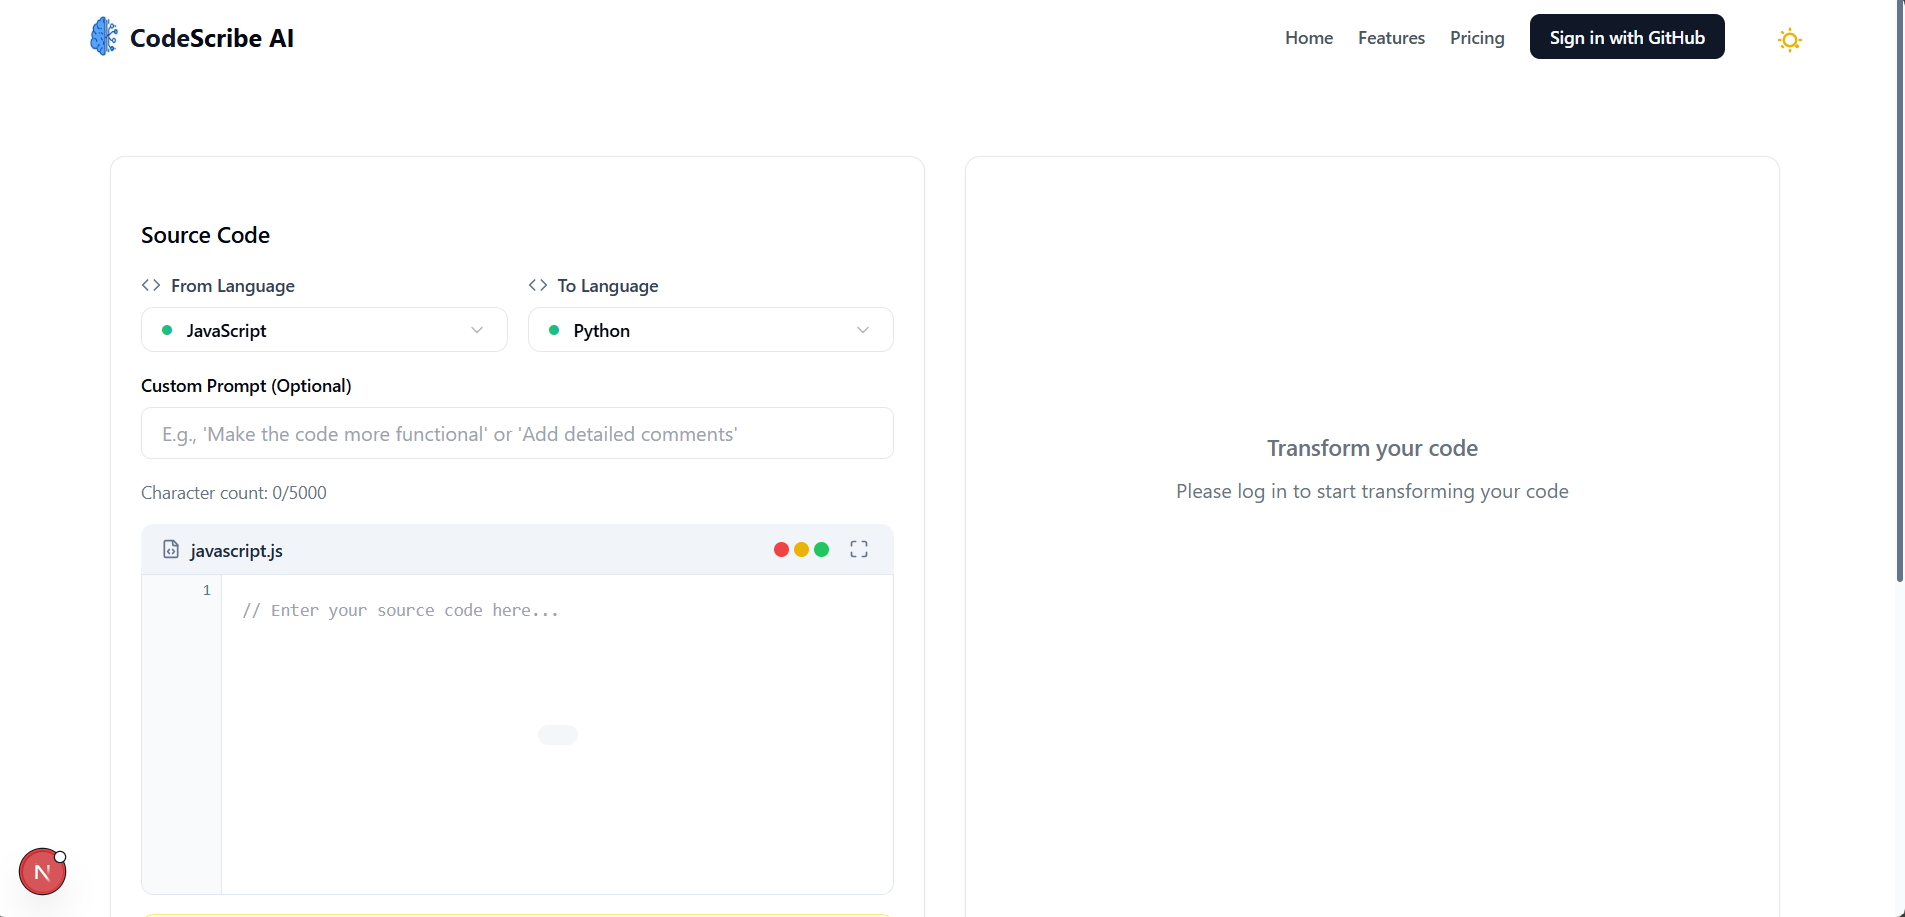 CodeScribe AI
Home
Features
Pricing
Sign in with GitHub
Source Code
From Language
To Language
JavaScript
Python
Custom Prompt (Optional)
E.g., 'Make the code more functional' or 'Add detailed comments'
Character count: 0/5000
javascript.js
1
// Enter your source code here...
Transform your code
Please log in to start transforming your code
N